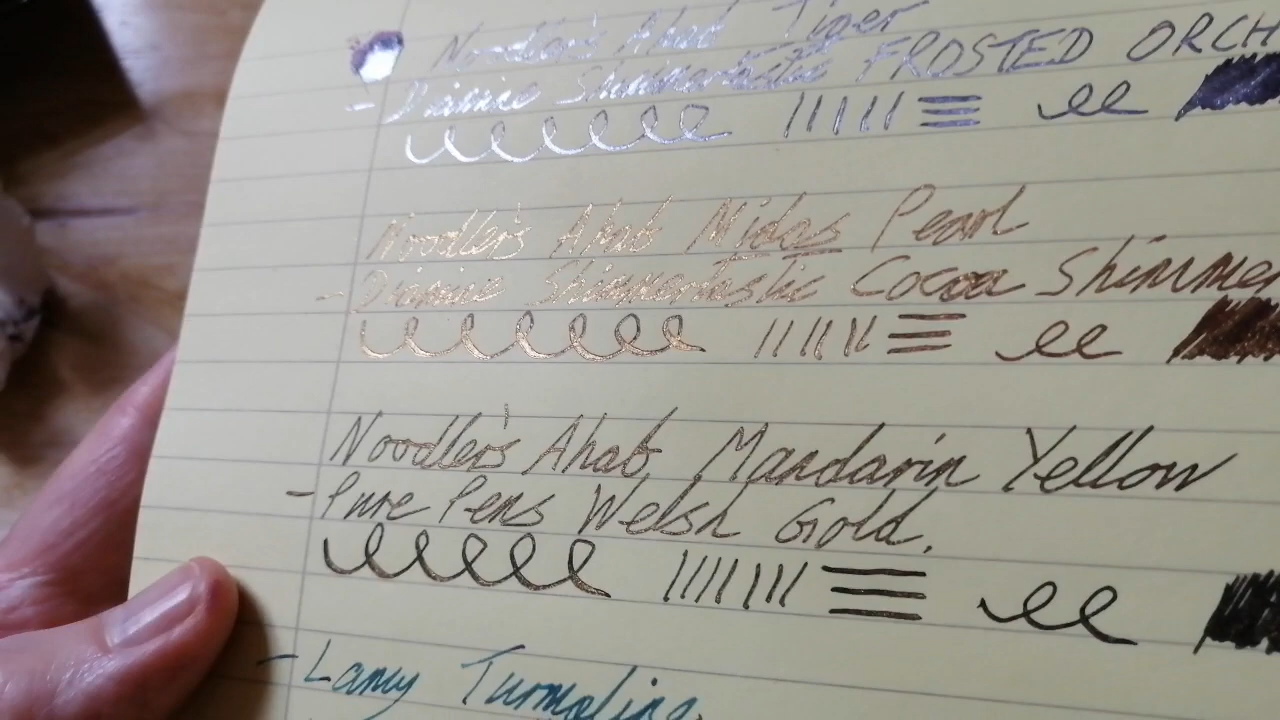 Noodler's Ahab Tiger
- Diamine Shimmertastic FROSTED ORCH
Noodler's Ahab Midas Pearl
- Diamine Shimmertastic Cocoa Shimmer
Noodler's Ahab Mandarin Yellow
- Pure Pens Welsh Gold.
- Lamy Turmaline.